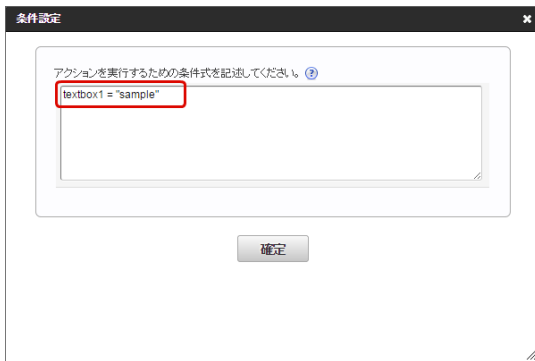 条件設定
アクションを実行するための条件式を記述してください。
textbox1 = "sample"
確定